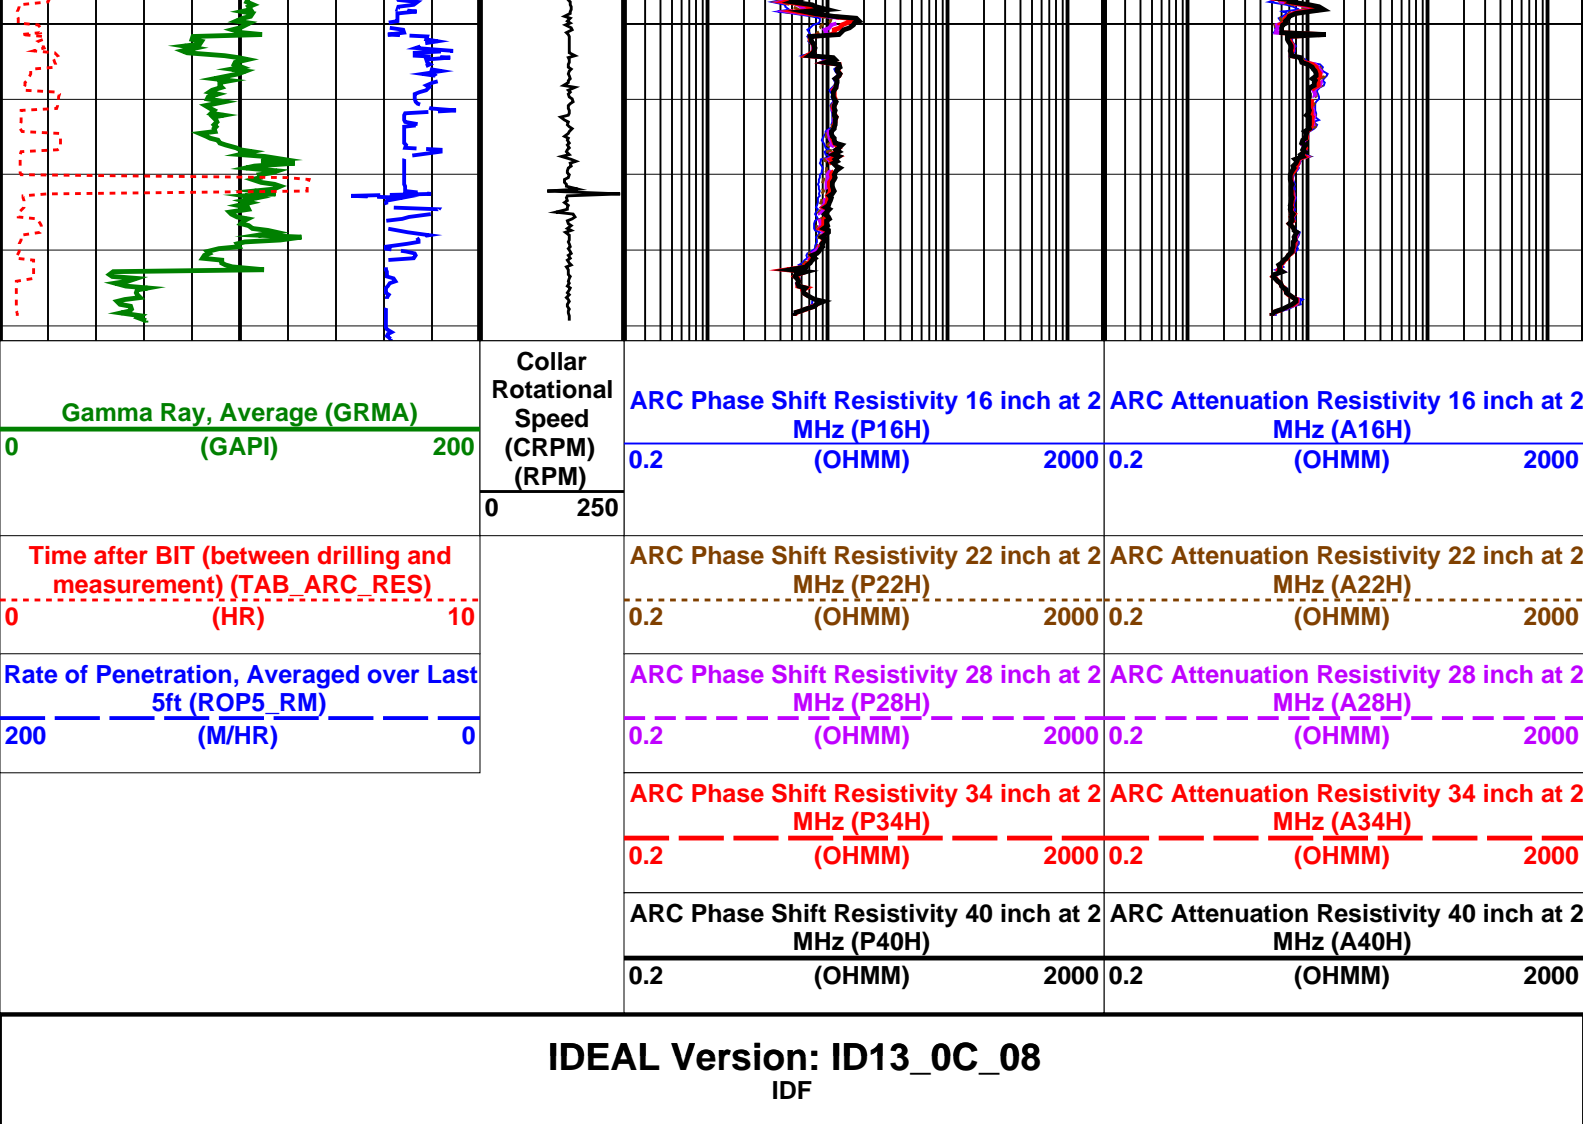 Collar
Rotational
Speed
(CRPM)
(RPM)
0 250
Gamma Ray, Average (GRMA)
0 (GAPI) 200
ARC Phase Shift Resistivity 16 inch at 2
MHz (P16H)
0.2 (OHMM) 2000
ARC Attenuation Resistivity 16 inch at 2
MHz (A16H)
0.2 (OHMM) 2000
Time after BIT (between drilling and
measurement) (TAB_ARC_RES)
0 (HR) 10
ARC Phase Shift Resistivity 22 inch at 2
MHz (P22H)
0.2 (OHMM) 2000
ARC Attenuation Resistivity 22 inch at 2
MHz (A22H)
0.2 (OHMM) 2000
Rate of Penetration, Averaged over Last
5ft (ROP5_RM)
200 (M/HR) 0
ARC Phase Shift Resistivity 28 inch at 2
MHz (P28H)
0.2 (OHMM) 2000
ARC Attenuation Resistivity 28 inch at 2
MHz (A28H)
0.2 (OHMM) 2000
ARC Phase Shift Resistivity 34 inch at 2
MHz (P34H)
0.2 (OHMM) 2000
ARC Attenuation Resistivity 34 inch at 2
MHz (A34H)
0.2 (OHMM) 2000
ARC Phase Shift Resistivity 40 inch at 2
MHz (P40H)
0.2 (OHMM) 2000
ARC Attenuation Resistivity 40 inch at 2
MHz (A40H)
0.2 (OHMM) 2000
IDEAL Version: ID13_0C_08
IDF